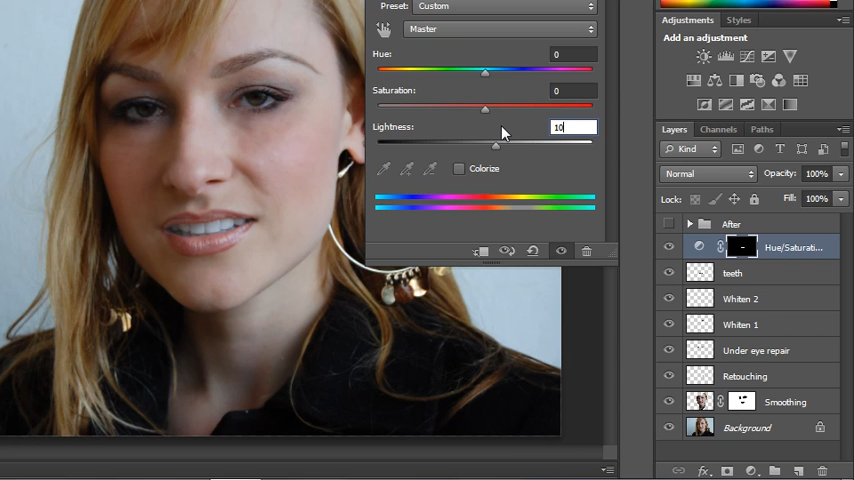 Preset: Custom
Master
Hue: 0
Saturation: 0
Lightness: 10
Colorize
Adjustments Styles
Add an adjustment
Layers Channels Paths
Kind
Normal Opacity: 100%
Lock: Fill: 100%
After
Hue/Saturati...
teeth
Whiten 2
Whiten 1
Under eye repair
Retouching
Smoothing
Background
fx